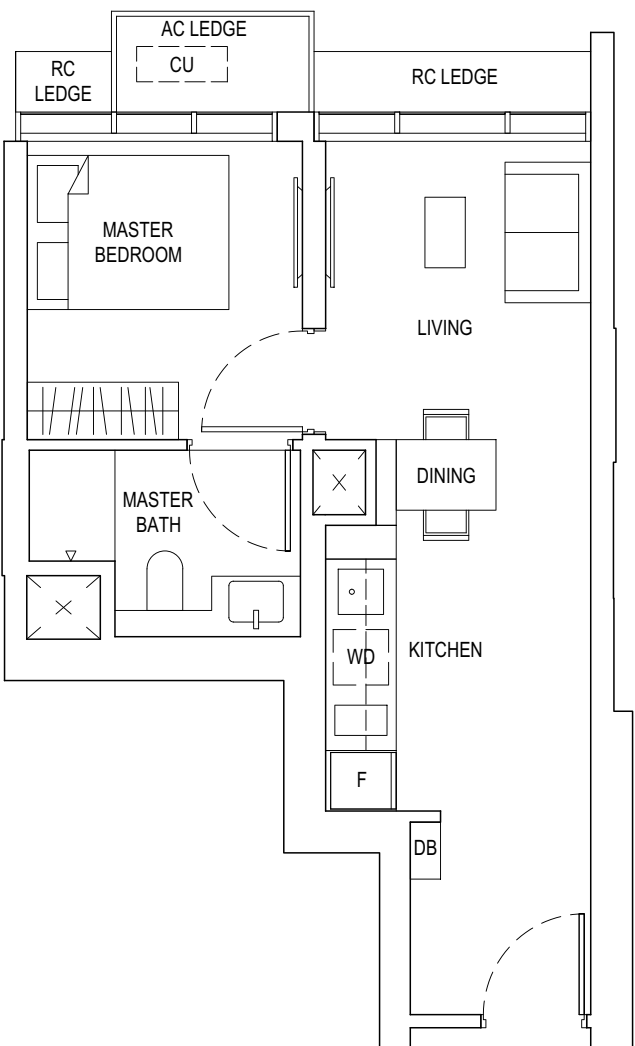 AC LEDGE
CU
RC
LEDGE
RC LEDGE
MASTER
BEDROOM
LIVING
DINING
MASTER
BATH
KITCHEN
WD
F
DB